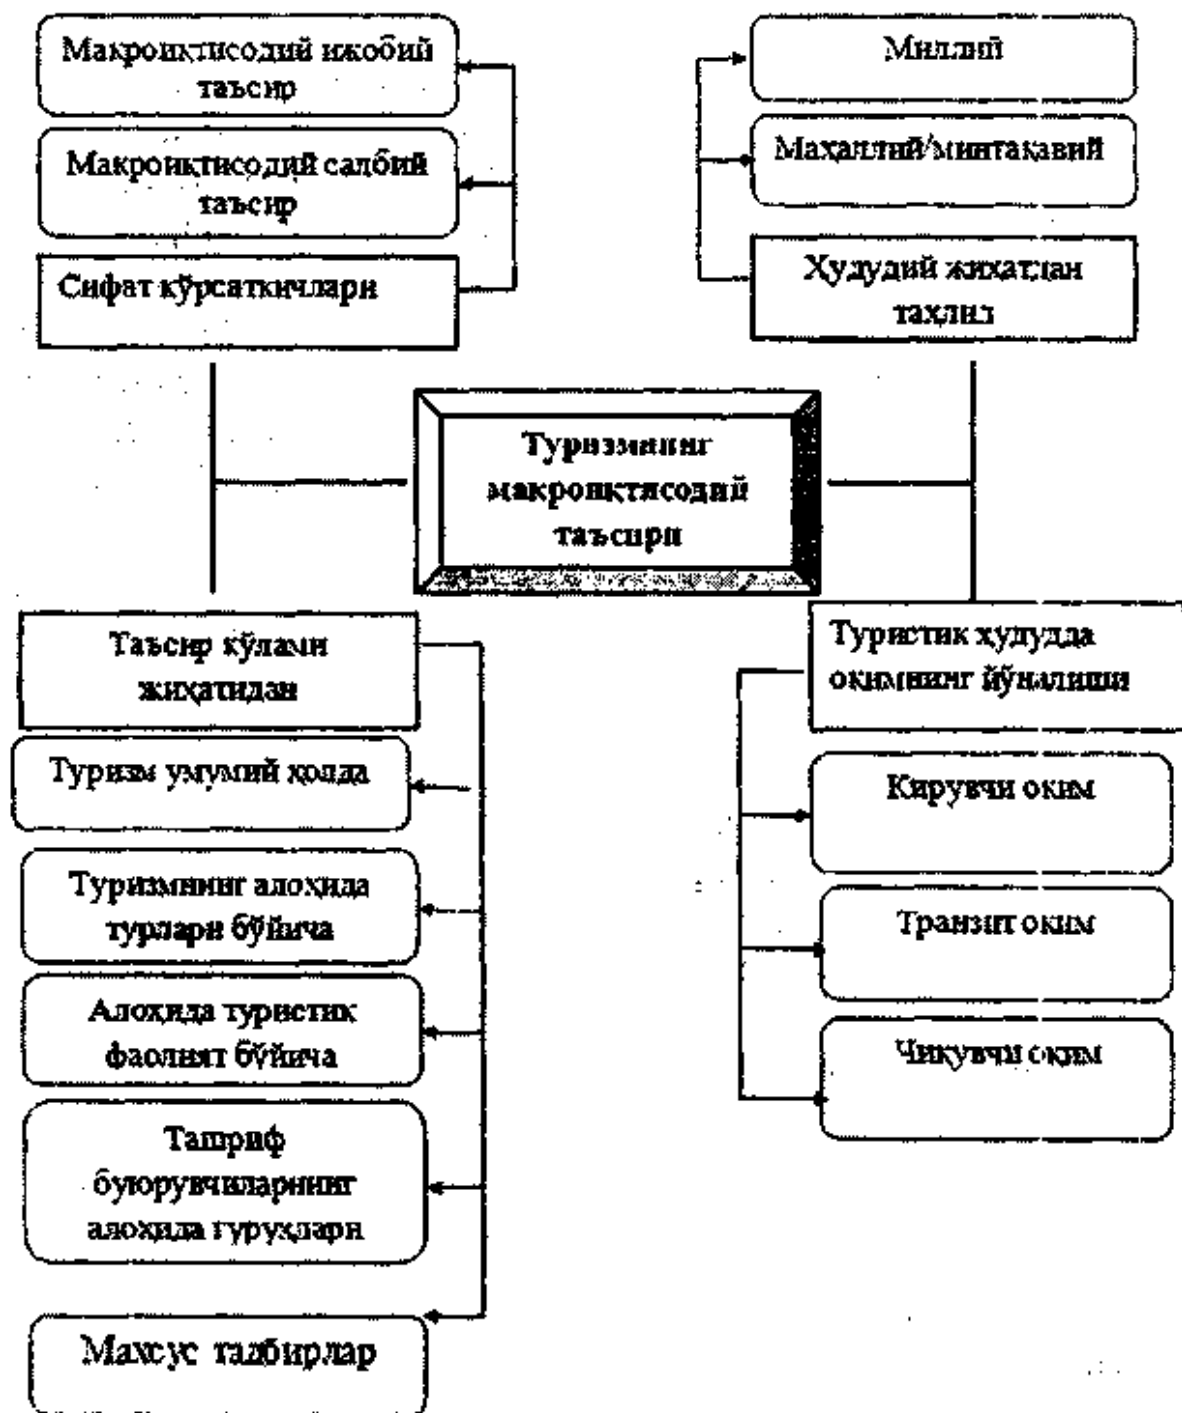 Макроиқтисодий ижобий
таъсир
Макроиқтисодий салбий
таъсир
Сифат кўрсаткичлари
Миллий
Маҳаллий/минтақавий
Ҳудудий жиҳатдан
таҳлил
Туризмнинг
макроиқтисодий
таъсири
Таъсир кўлами
жиҳатидан
Туризм умумий ҳолда
Туризмнинг алоҳида
турлари бўйича
Алоҳида туристик
фаолият бўйича
Ташриф
буюрувчиларнинг
алоҳида гуруҳлари
Махсус тадбирлар
Туристик ҳудудда
оқимнинг йўналиши
Кирувчи оқим
Транзит оқим
Чиқувчи оқим